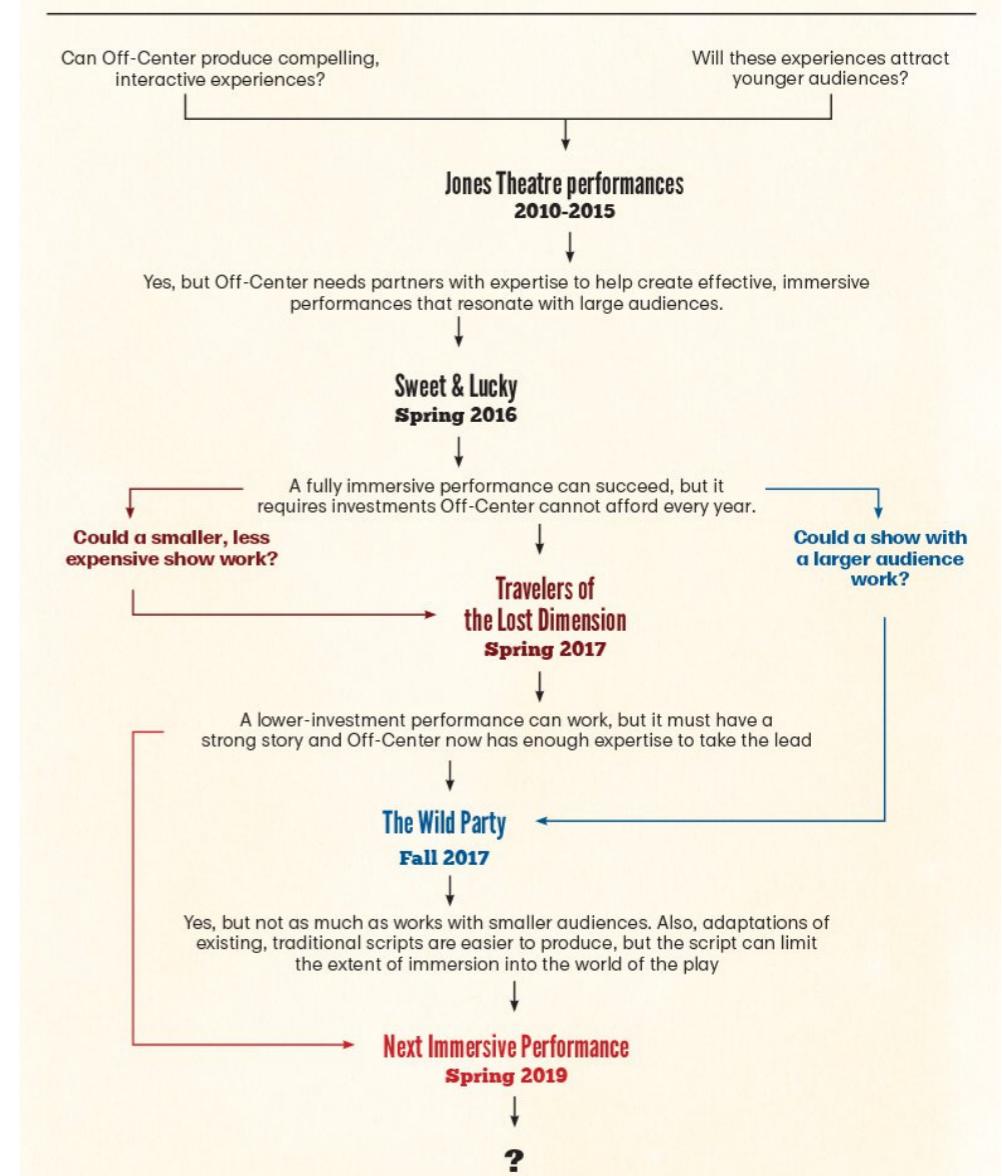 Can Off-Center produce compelling,
interactive experiences?
Will these experiences attract
younger audiences?
Jones Theatre performances
2010-2015
Yes, but Off-Center needs partners with expertise to help create effective, immersive
performances that resonate with large audiences.
Sweet & Lucky
Spring 2016
A fully immersive performance can succeed, but it
requires investments Off-Center cannot afford every year.
Could a smaller, less
expensive show work?
Could a show with
a larger audience
work?
Travelers of
the Lost Dimension
Spring 2017
A lower-investment performance can work, but it must have a
strong story and Off-Center now has enough expertise to take the lead
The Wild Party
Fall 2017
Yes, but not as much as works with smaller audiences. Also, adaptations of
existing, traditional scripts are easier to produce, but the script can limit
the extent of immersion into the world of the play
Next Immersive Performance
Spring 2019
?